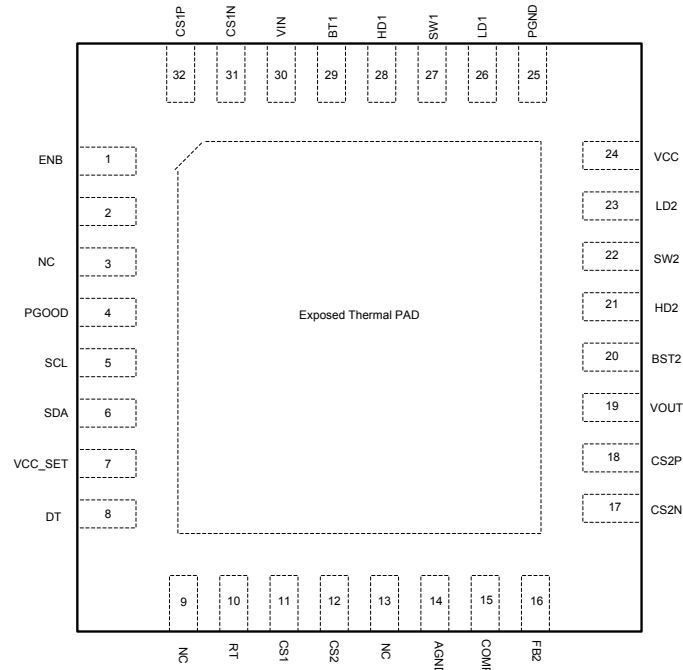 CS1P
CS1N
VIN
BT1
HD1
SW1
LD1
PGND
32
31
30
29
28
27
26
25
ENB
1
2
NC
3
PGOOD
4
SCL
5
SDA
6
VCC_SET
7
DT
8
Exposed Thermal PAD
24
VCC
23
LD2
22
SW2
21
HD2
20
BST2
19
VOUT
18
CS2P
17
CS2N
9
10
11
12
13
14
15
16
NC
RT
CS1
CS2
NC
FB2